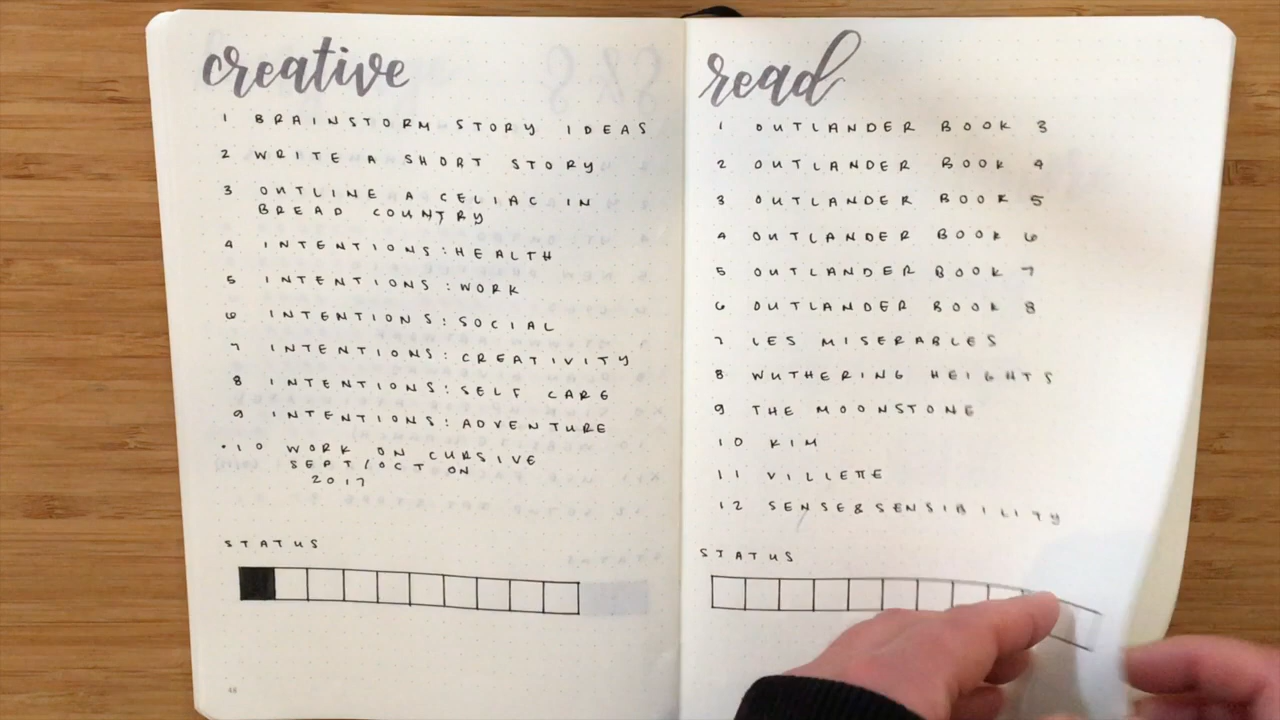 creative
1 BRAINSTORM STORY IDEAS
2 WRITE A SHORT STORY
3 OUTLINE A CELIAC IN
BREAD COUNTRY
4 INTENTIONS:HEALTH
5 INTENTIONS:WORK
6 INTENTIONS:SOCIAL
7 INTENTIONS:CREATIVITY
8 INTENTIONS:SELF CARE
9 INTENTIONS:ADVENTURE
•10 WORK ON CURSIVE
SEPT/OCT ON
2017
STATUS
read
1 OUTLANDER BOOK 3
2 OUTLANDER BOOK 4
3 OUTLANDER BOOK 5
4 OUTLANDER BOOK 6
5 OUTLANDER BOOK 7
6 OUTLANDER BOOK 8
7 LES MISERABLES
8 WUTHERING HEIGHTS
9 THE MOONSTONE
10 KIM
11 VILLETTE
12 SENSE&SENSIBILITY
STATUS